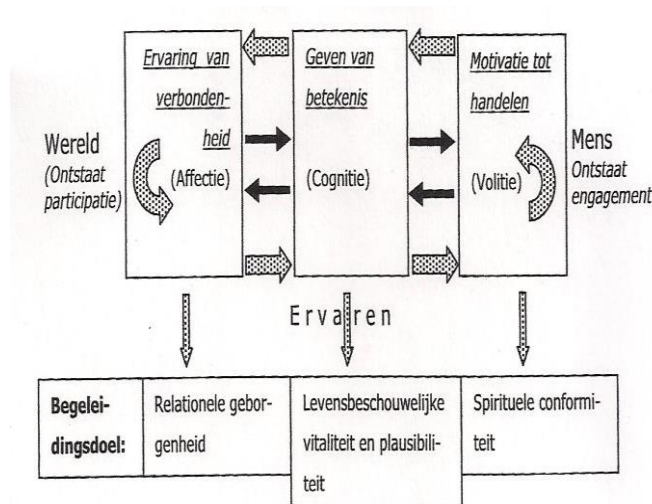 Ervaring van
verbonden-
heid
(Affectie)
Geven van
betekenis
(Cognitie)
Motivatie tot
handelen
(Volitie)
Wereld
(Ontstaat
participatie)
Mens
Ontstaat
engagement
Ervaren
Begelei-
dingsdoel:
Relationele gebor-
genheid
Levensbeschouwelijke
vitaliteit en plausibili-
teit
Spirituele conformi-
teit